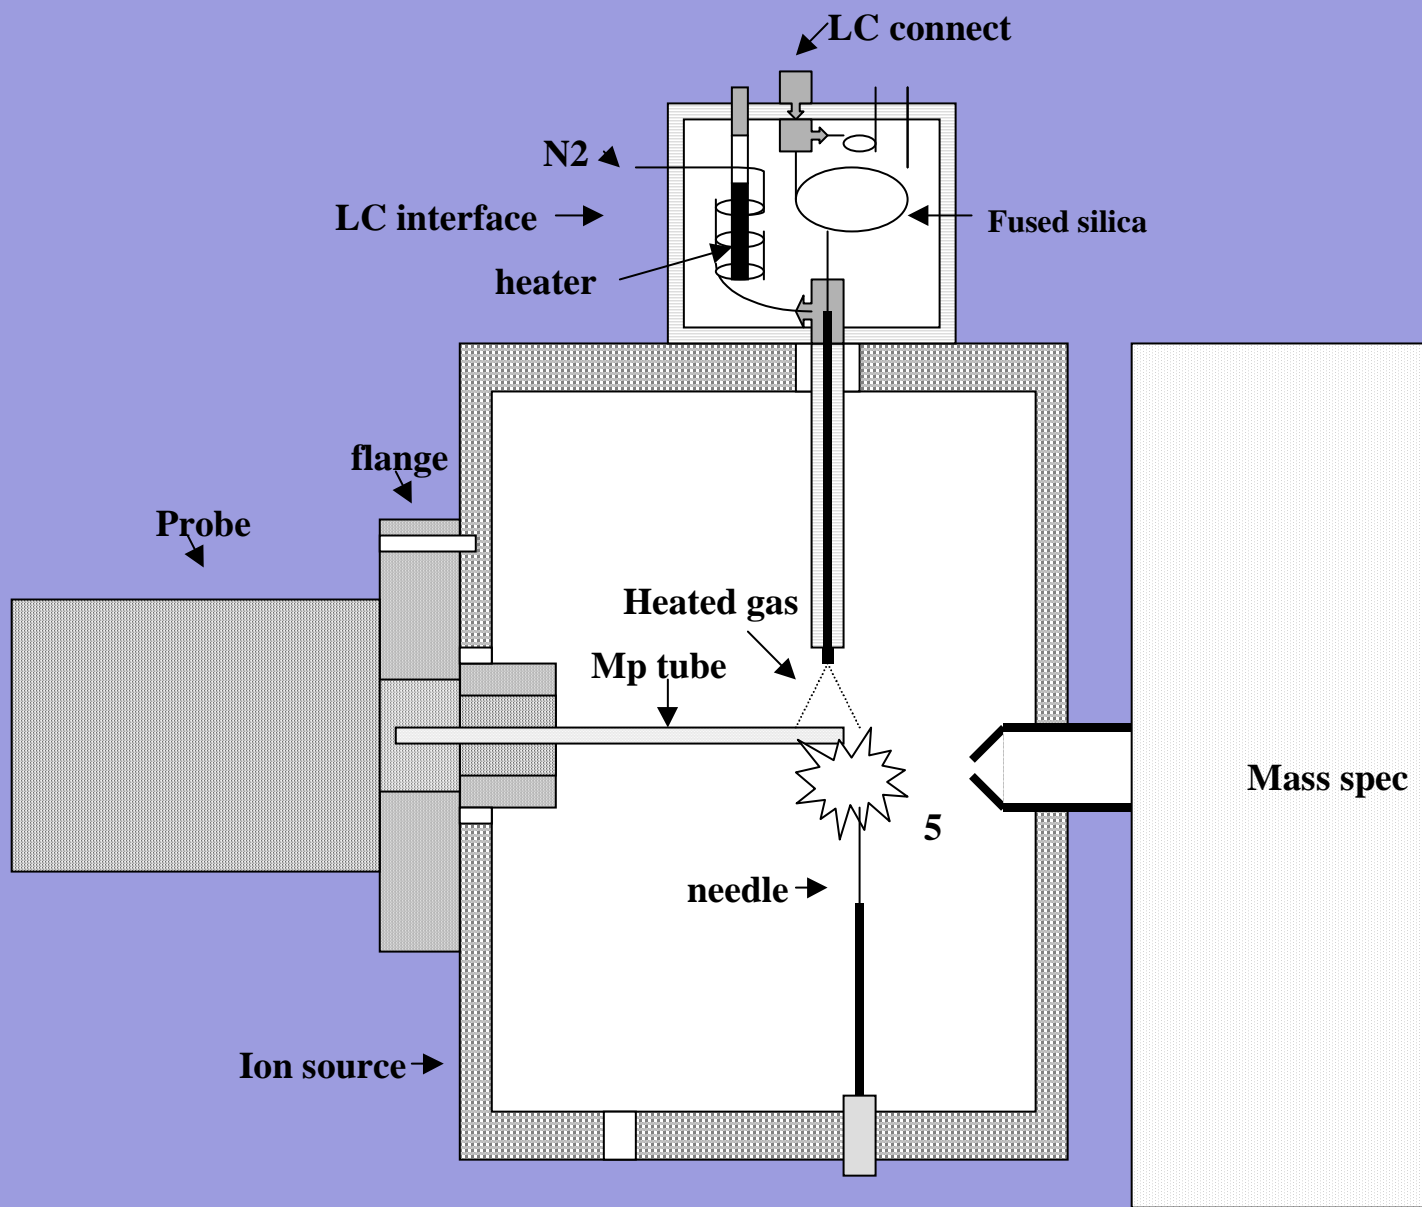 LC connect
N2
LC interface
Fused silica
heater
flange
Probe
Heated gas
Mp tube
Mass spec
5
needle
Ion source